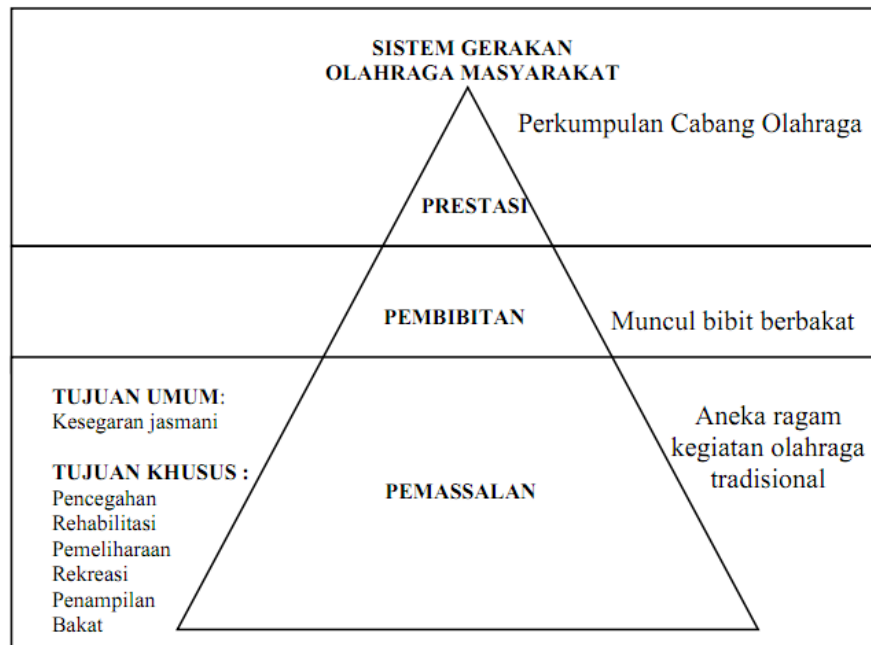 SISTEM GERAKAN
OLAHRAGA MASYARAKAT
Perkumpulan Cabang Olahraga
PRESTASI
PEMBIBITAN
Muncul bibit berbakat
TUJUAN UMUM:
Kesegaran jasmani
TUJUAN KHUSUS :
Pencegahan
Rehabilitasi
Pemeliharaan
Rekreasi
Penampilan
Bakat
PEMASSALAN
Aneka ragam
kegiatan olahraga
tradisional